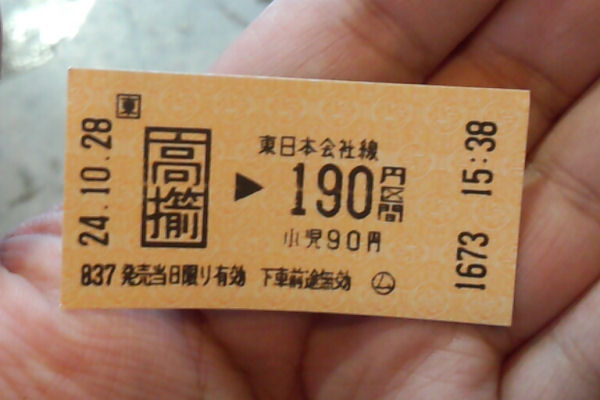 東
24.10.28
高擶
東日本会社線
▶ 190円区間
小児90円
837 発売当日限り有効 下車前途無効 ム
1673 15:38